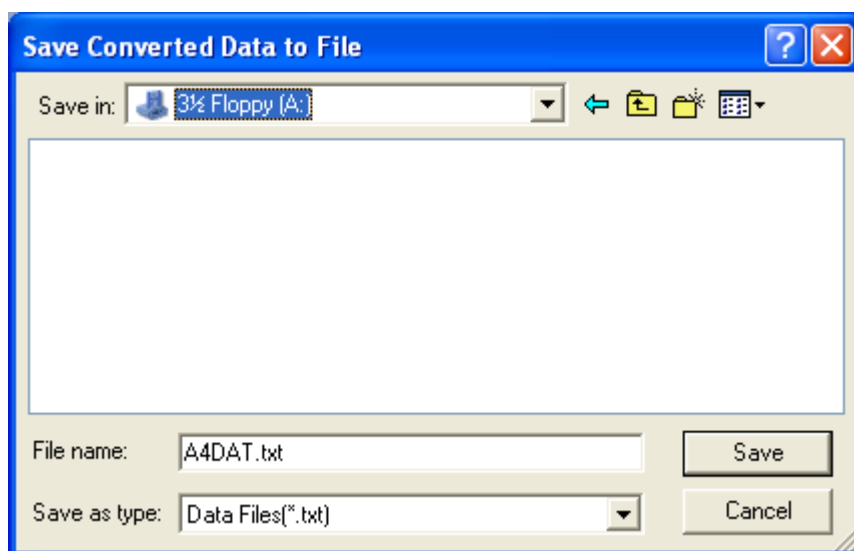 Save Converted Data to File
Save in: 3½ Floppy (A:)
File name: A4DAT.txt
Save
Save as type: Data Files(*.txt)
Cancel